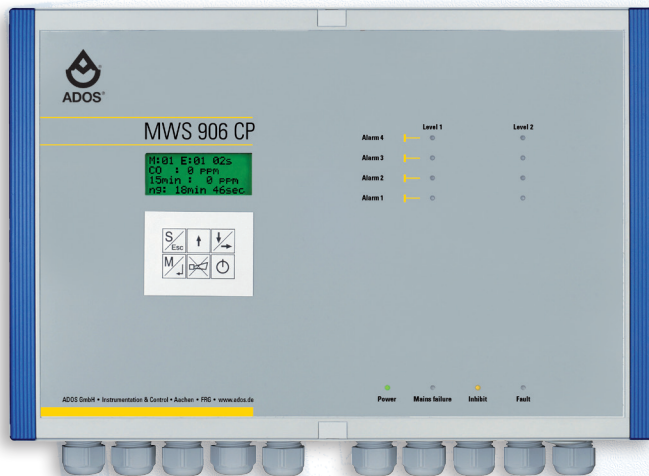 ADOS®
MWS 906 CP
M:01 E:01 02s
CO : 0 ppm
15min : 0 ppm
ng: 18min 46sec
S/Esc
M
Level 1 Level 2
Alarm 4
Alarm 3
Alarm 2
Alarm 1
ADOS GmbH • Instrumentation & Control • Aachen • FRG • www.ados.de
Power Mains failure Inhibit Fault